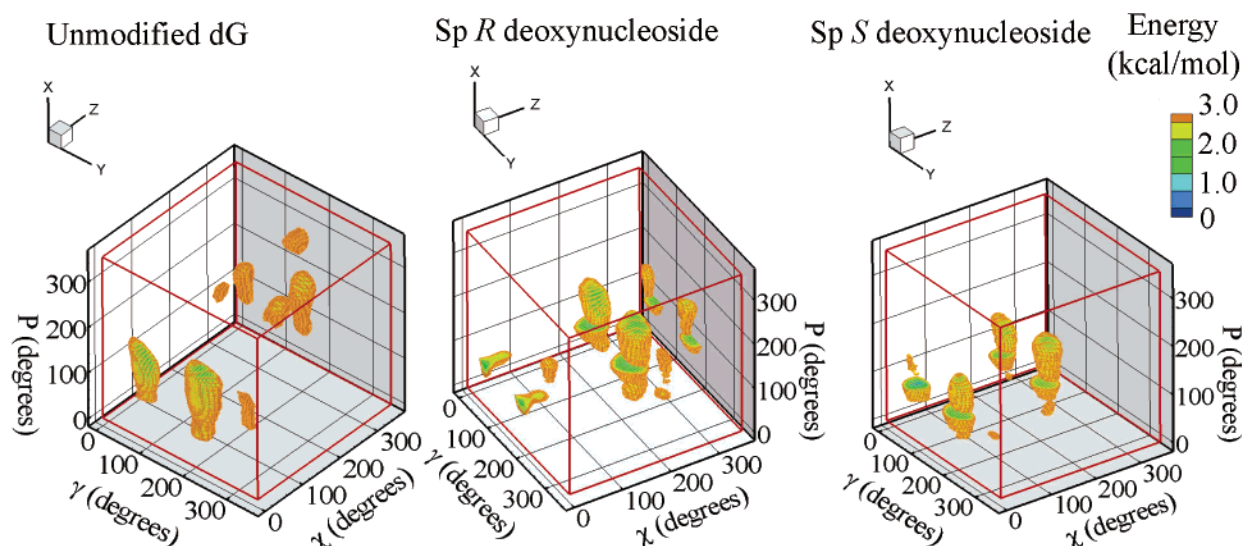 Unmodified dG
Sp R deoxynucleoside
Sp S deoxynucleoside
Energy
(kcal/mol)
3.0
2.0
1.0
0
X
Z
Y
X
Z
Y
X
Z
Y
P (degrees)
300
200
100
0
0
100
200
300
γ (degrees)
0
100
200
300
χ (degrees)
0
100
200
300
γ (degrees)
0
100
200
300
χ (degrees)
300
200
100
0
P (degrees)
0
100
200
300
γ (degrees)
0
100
200
300
χ (degrees)
300
200
100
0
P (degrees)